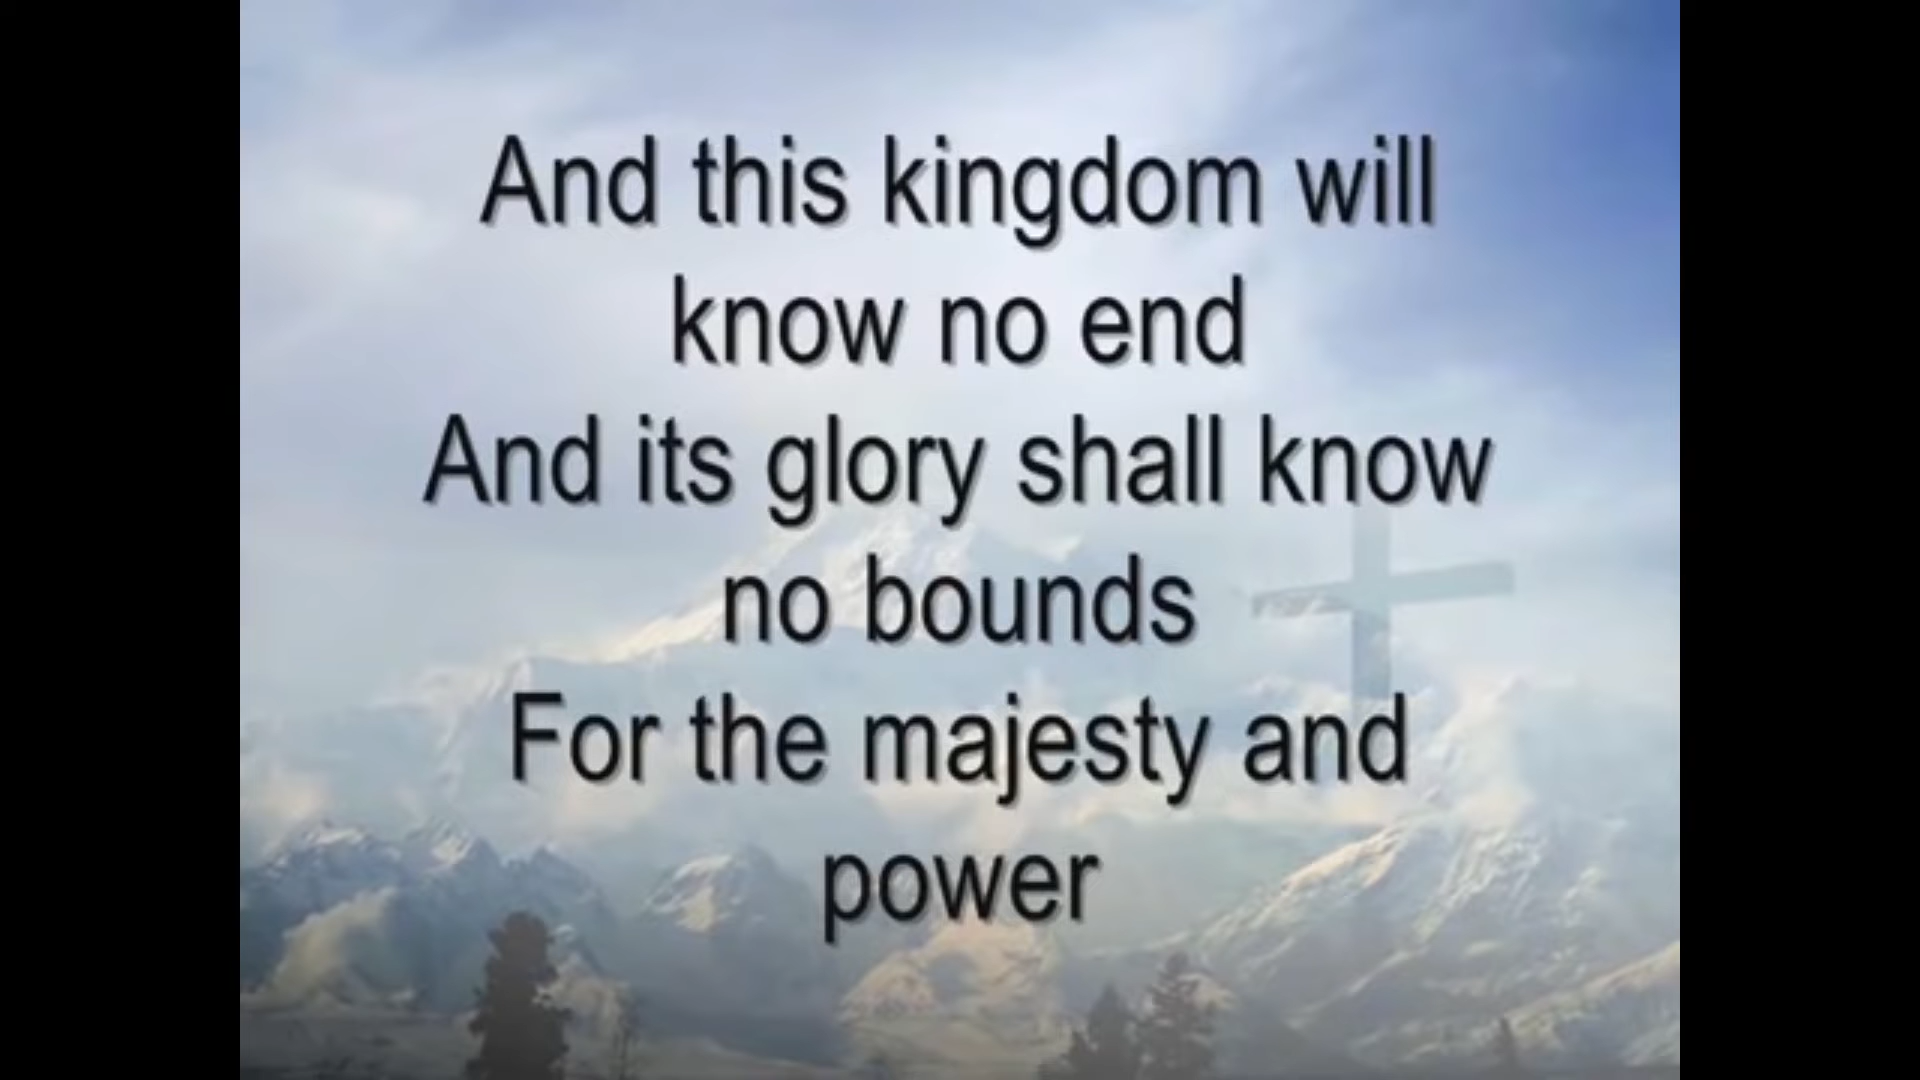 And this kingdom will
know no end
And its glory shall know
no bounds
For the majesty and
power